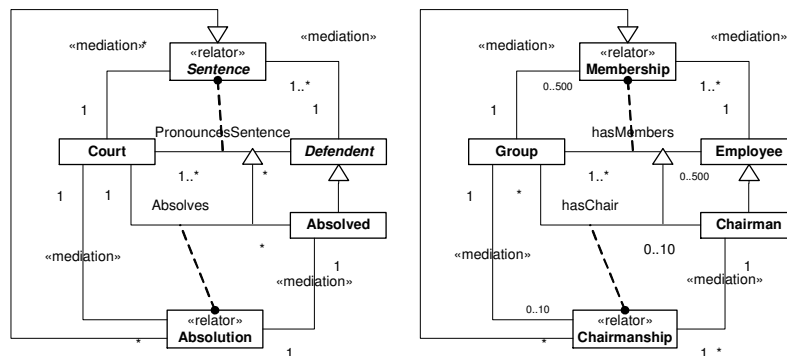 «mediation» *
«relator»
Sentence
«mediation»
1..*
1
1
PronouncesSentence
Court
Defendent
1..*
*
1
1
Absolves
Absolved
*
«mediation»
1
«mediation»
«relator»
Absolution
*
1
«mediation»
«relator»
Membership
«mediation»
0..500
1..*
1
1
hasMembers
Group
Employee
1..*
0..500
1
*
hasChair
Chairman
0..10
«mediation»
1
«mediation»
0..10
«relator»
Chairmanship
*
1..*